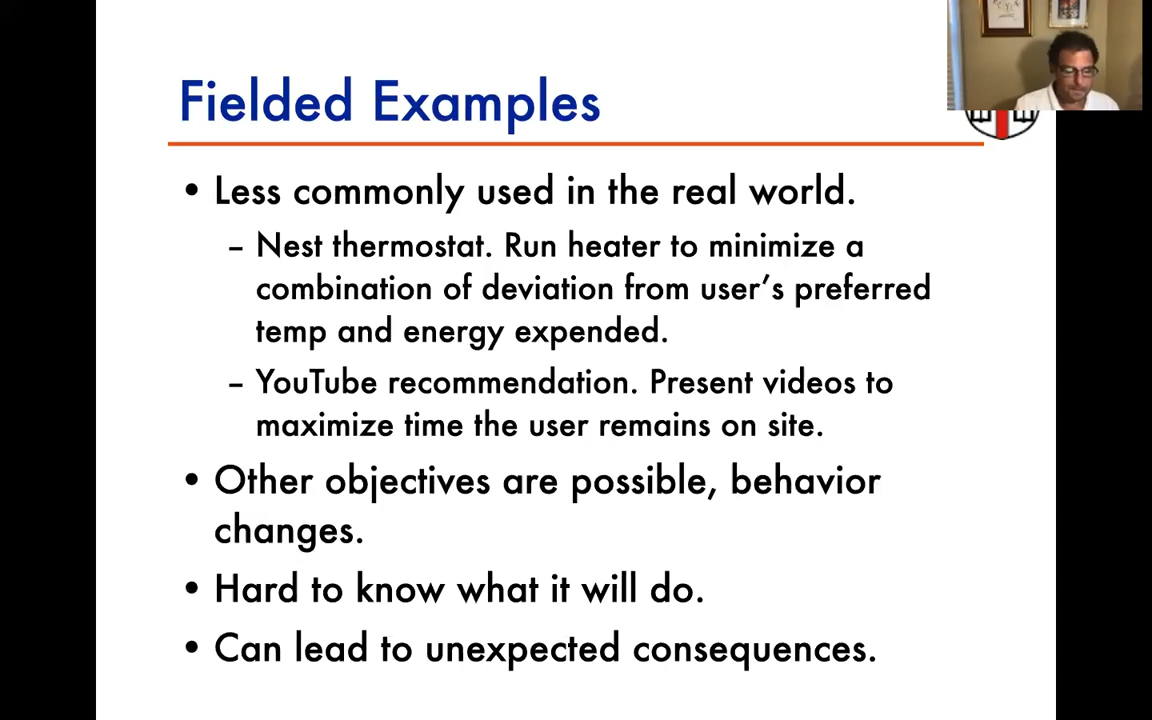 Fielded Examples
• Less commonly used in the real world.
– Nest thermostat. Run heater to minimize a
combination of deviation from user’s preferred
temp and energy expended.
– YouTube recommendation. Present videos to
maximize time the user remains on site.
• Other objectives are possible, behavior
changes.
• Hard to know what it will do.
• Can lead to unexpected consequences.